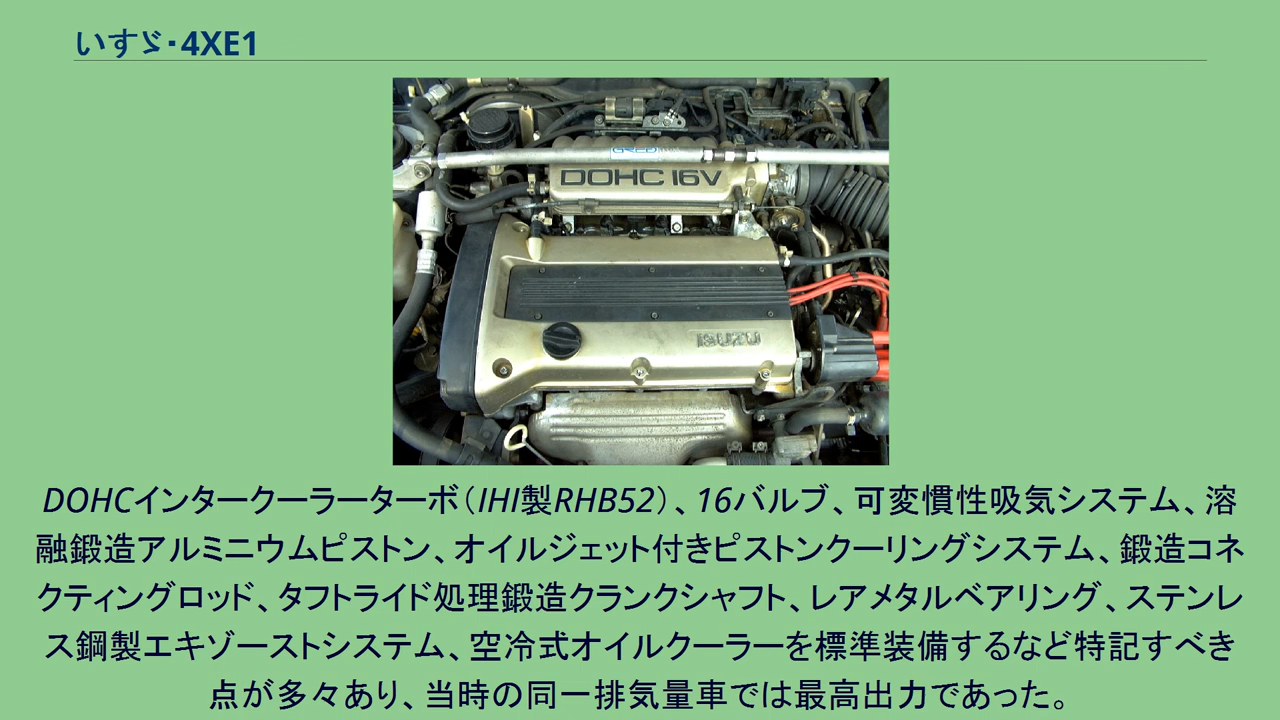 いすゞ・4XE1
GReddy
DOHC 16V
ISUZU
DOHCインタークーラーターボ（IHI製RHB52）、16バルブ、可変慣性吸気システム、溶
融鍛造アルミニウムピストン、オイルジェット付きピストンクーリングシステム、鍛造コネ
クティングロッド、タフトライド処理鍛造クランクシャフト、レアメタルベアリング、ステンレ
ス鋼製エキゾーストシステム、空冷式オイルクーラーを標準装備するなど特記すべき
点が多々あり、当時の同一排気量車では最高出力であった。